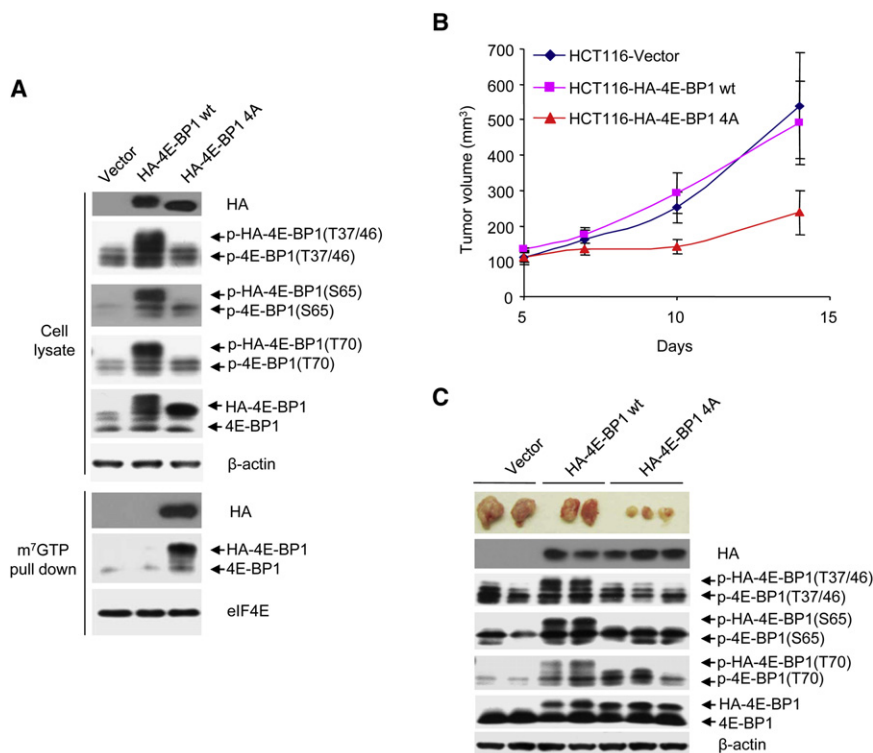 A
Vector
HA-4E-BP1 wt
HA-4E-BP1 4A
Cell
lysate
HA
p-HA-4E-BP1(T37/46)
p-4E-BP1(T37/46)
p-HA-4E-BP1(S65)
p-4E-BP1(S65)
p-HA-4E-BP1(T70)
p-4E-BP1(T70)
HA-4E-BP1
4E-BP1
β-actin
m⁷GTP
pull down
HA
HA-4E-BP1
4E-BP1
eIF4E
B
HCT116-Vector
HCT116-HA-4E-BP1 wt
HCT116-HA-4E-BP1 4A
Tumor volume (mm³)
700
600
500
400
300
200
100
0
5
10
15
Days
C
Vector
HA-4E-BP1 wt
HA-4E-BP1 4A
HA
p-HA-4E-BP1(T37/46)
p-4E-BP1(T37/46)
p-HA-4E-BP1(S65)
p-4E-BP1(S65)
p-HA-4E-BP1(T70)
p-4E-BP1(T70)
HA-4E-BP1
4E-BP1
β-actin